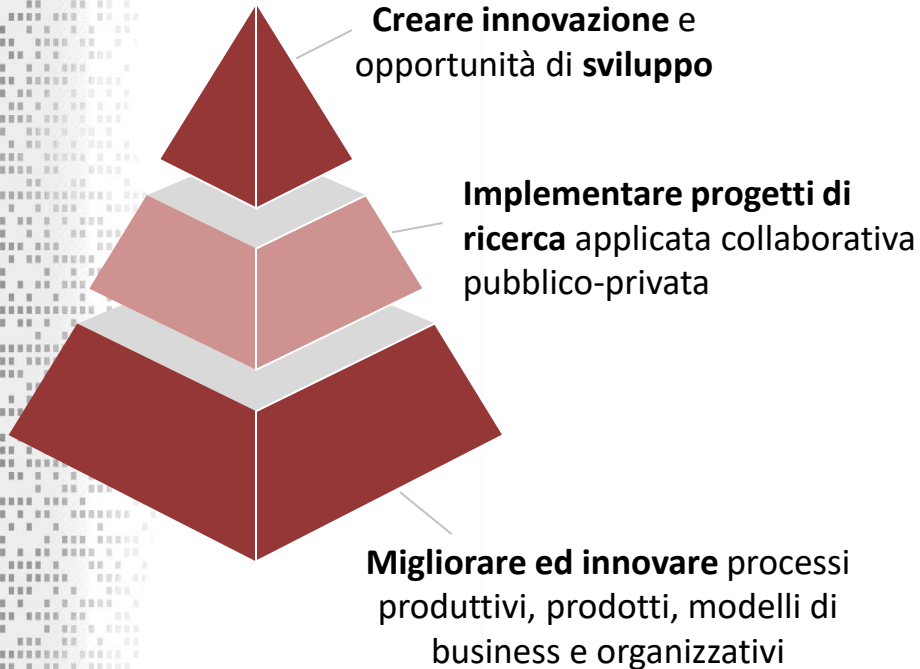 Creare innovazione e
opportunità di sviluppo
Implementare progetti di
ricerca applicata collaborativa
pubblico-privata
Migliorare ed innovare processi
produttivi, prodotti, modelli di
business e organizzativi